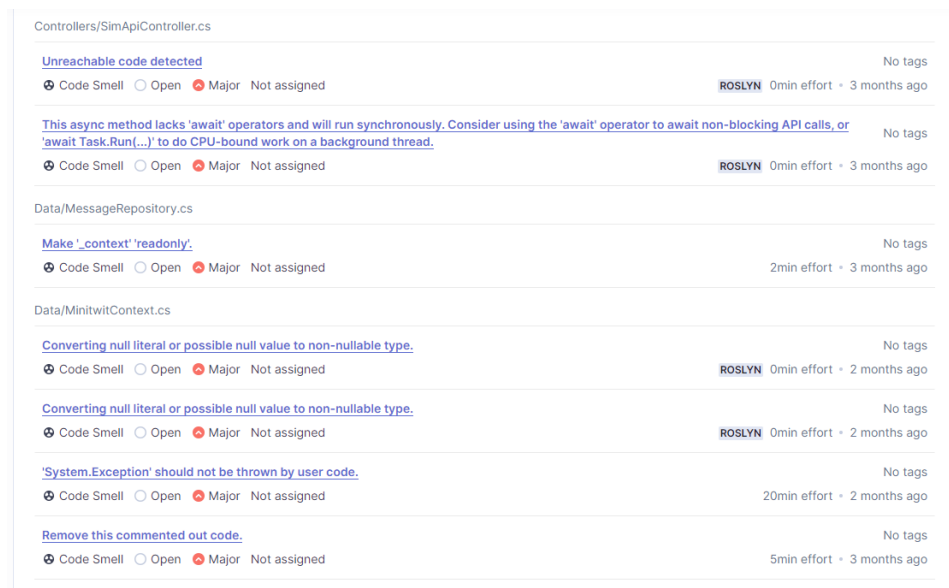 Controllers/SimApiController.cs
Unreachable code detected
No tags
Code Smell Open Major Not assigned
ROSLYN 0min effort • 3 months ago
This async method lacks 'await' operators and will run synchronously. Consider using the 'await' operator to await non-blocking API calls, or
'await Task.Run(...)' to do CPU-bound work on a background thread.
No tags
Code Smell Open Major Not assigned
ROSLYN 0min effort • 3 months ago
Data/MessageRepository.cs
Make '_context' 'readonly'.
No tags
Code Smell Open Major Not assigned
2min effort • 3 months ago
Data/MinitwitContext.cs
Converting null literal or possible null value to non-nullable type.
No tags
Code Smell Open Major Not assigned
ROSLYN 0min effort • 2 months ago
Converting null literal or possible null value to non-nullable type.
No tags
Code Smell Open Major Not assigned
ROSLYN 0min effort • 2 months ago
'System.Exception' should not be thrown by user code.
No tags
Code Smell Open Major Not assigned
20min effort • 2 months ago
Remove this commented out code.
No tags
Code Smell Open Major Not assigned
5min effort • 3 months ago